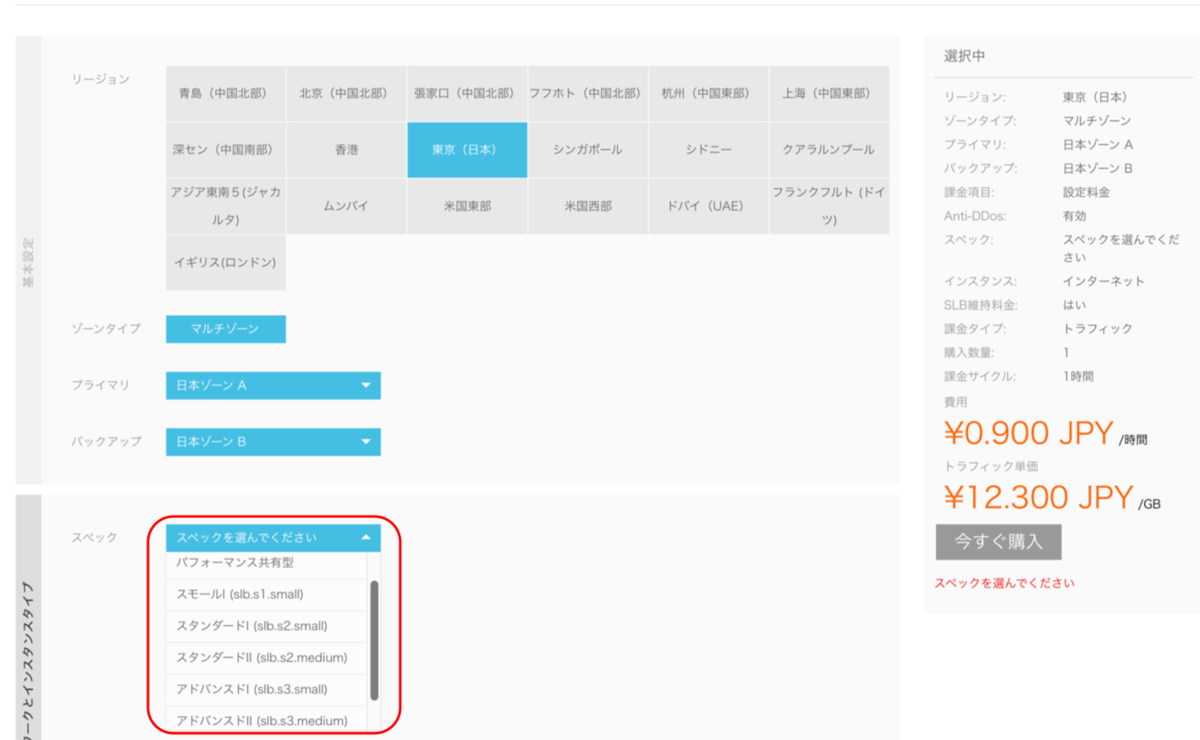 リージョン
青島（中国北部）
北京（中国北部）
張家口（中国北部）
フフホト（中国北部）
杭州（中国東部）
上海（中国東部）
深セン（中国南部）
香港
東京（日本）
シンガポール
シドニー
クアラルンプール
アジア東南５(ジャカ
ルタ)
ムンバイ
米国東部
米国西部
ドバイ（UAE）
フランクフルト (ドイ
ツ)
イギリス(ロンドン)
基本設定
ゾーンタイプ
マルチゾーン
プライマリ
日本ゾーン A
バックアップ
日本ゾーン B
ワークとインスタンスタイプ
スペック
スペックを選んでください
パフォーマンス共有型
スモールI (slb.s1.small)
スタンダードI (slb.s2.small)
スタンダードII (slb.s2.medium)
アドバンスドI (slb.s3.small)
アドバンスドII (slb.s3.medium)
選択中
リージョン: 東京（日本）
ゾーンタイプ: マルチゾーン
プライマリ: 日本ゾーン A
バックアップ: 日本ゾーン B
課金項目: 設定料金
Anti-DDos: 有効
スペック: スペックを選んでくだ
さい
インスタンス: インターネット
SLB維持料金: はい
課金タイプ: トラフィック
購入数量: 1
課金サイクル: 1時間
費用
¥0.900 JPY /時間
トラフィック単価
¥12.300 JPY /GB
今すぐ購入
スペックを選んでください